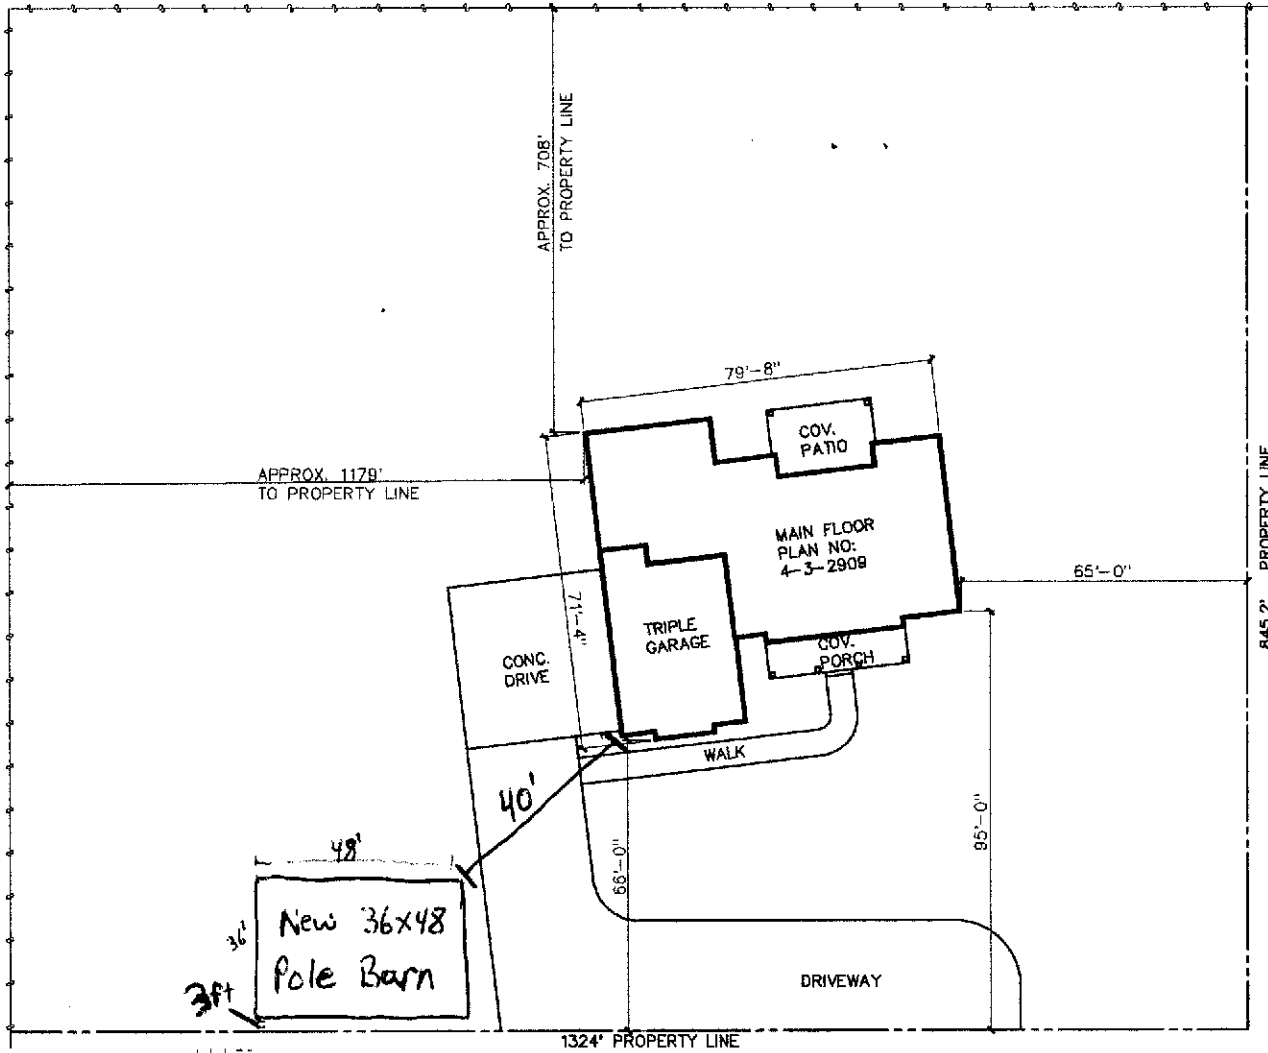 APPROX. 708'
TO PROPERTY LINE
79'-8"
COV.
PATIO
APPROX. 1179'
TO PROPERTY LINE
MAIN FLOOR
PLAN NO:
4-3-2909
65'-0"
845.2' PROPERTY LINE
71'-4"
TRIPLE
GARAGE
CONC.
DRIVE
COV.
PORCH
WALK
40'
48'
66'-0"
95'-0"
36'
New 36x48
Pole Barn
3ft
DRIVEWAY
1324' PROPERTY LINE